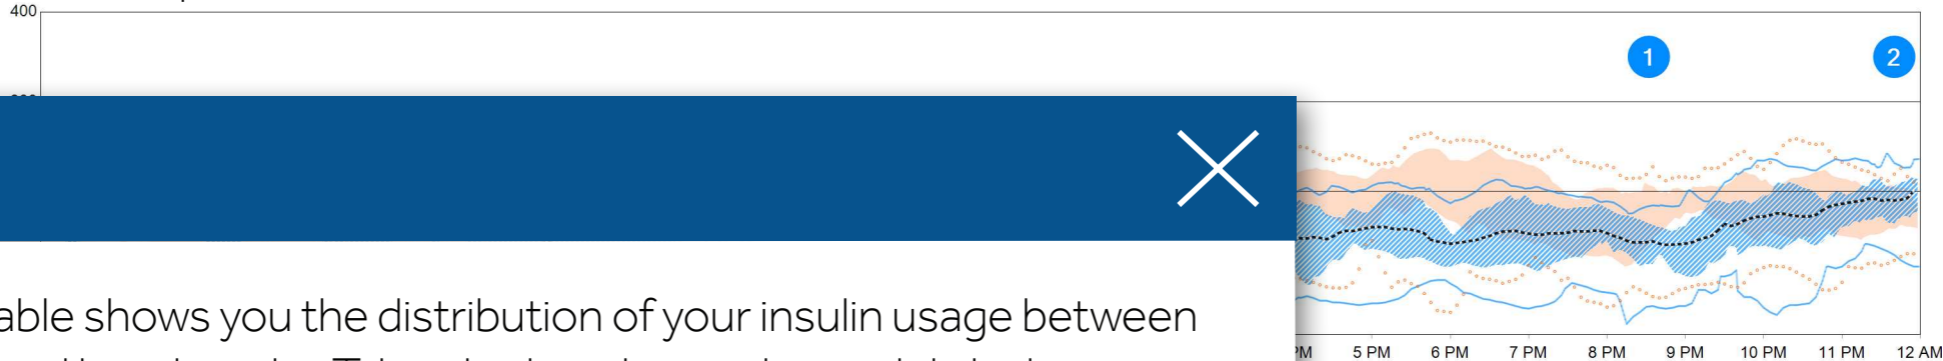 400
1
2
able shows you the distribution of your insulin usage between
PM 5 PM 6 PM 7 PM 8 PM 9 PM 10 PM 11 PM 12 AM